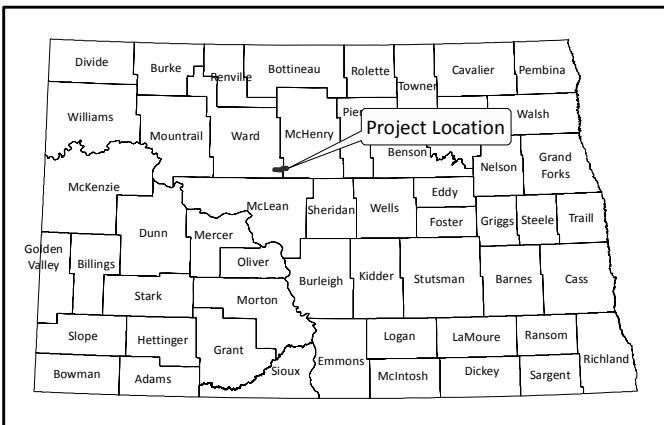 Divide
Burke
Renville
Bottineau
Rolette
Towner
Cavalier
Pembina
Williams
Mountrail
Ward
McHenry
Pier
Project Location
Walsh
Benson
Nelson
Grand
Forks
McKenzie
McLean
Sheridan
Wells
Eddy
Foster
Griggs
Steele
Traill
Dunn
Mercer
Oliver
Golden
Valley
Billings
Burleigh
Kidder
Stutsman
Barnes
Cass
Stark
Morton
Slope
Hettinger
Grant
Logan
LaMoure
Ransom
Richland
Sioux
Emmons
Bowman
Adams
McIntosh
Dickey
Sargent